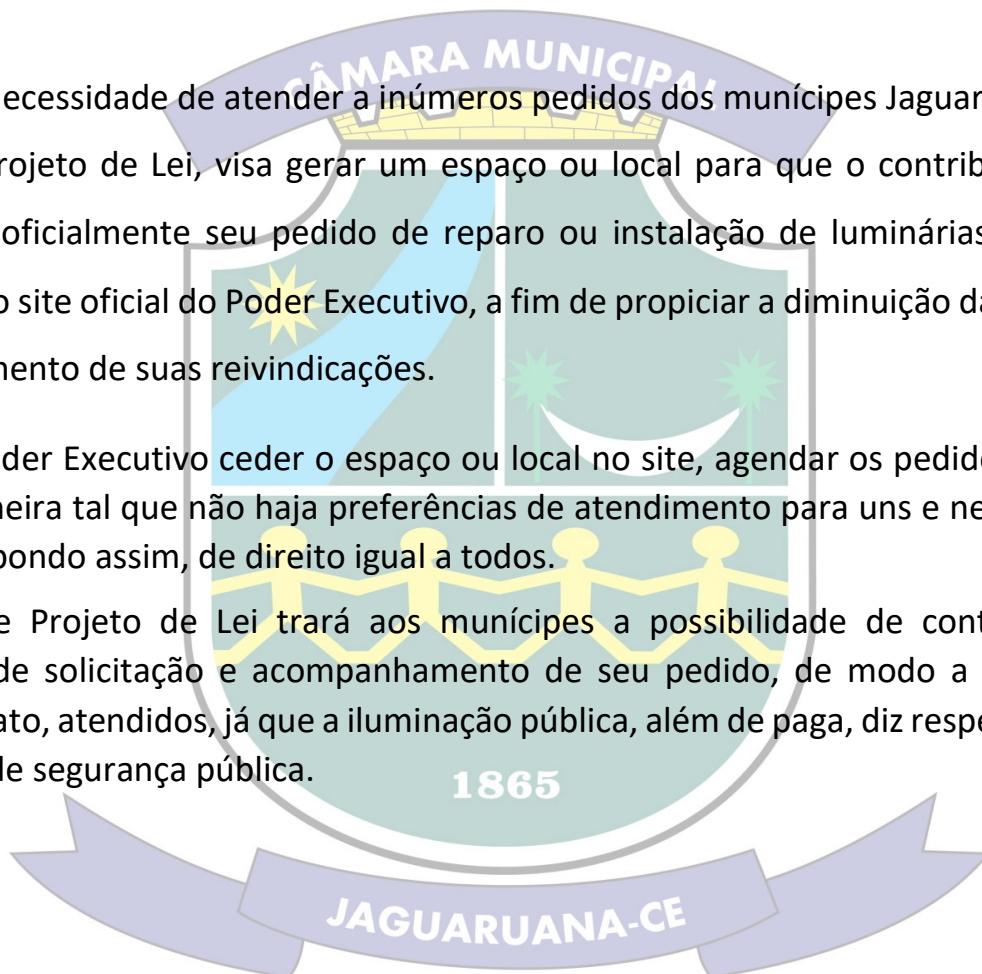 CÂMARA MUNICIPAL
ecessidade de atender a inúmeros pedidos dos munícipes Jaguar
rojeto de Lei, visa gerar um espaço ou local para que o contrib
oficialmente seu pedido de reparo ou instalação de luminárias
o site oficial do Poder Executivo, a fim de propiciar a diminuição da
mento de suas reivindicações.
der Executivo ceder o espaço ou local no site, agendar os pedido
neira tal que não haja preferências de atendimento para uns e ne
pondo assim, de direito igual a todos.
e Projeto de Lei trará aos munícipes a possibilidade de cont
de solicitação e acompanhamento de seu pedido, de modo a
ato, atendidos, já que a iluminação pública, além de paga, diz respe
de segurança pública.
1865
JAGUARUANA-CE